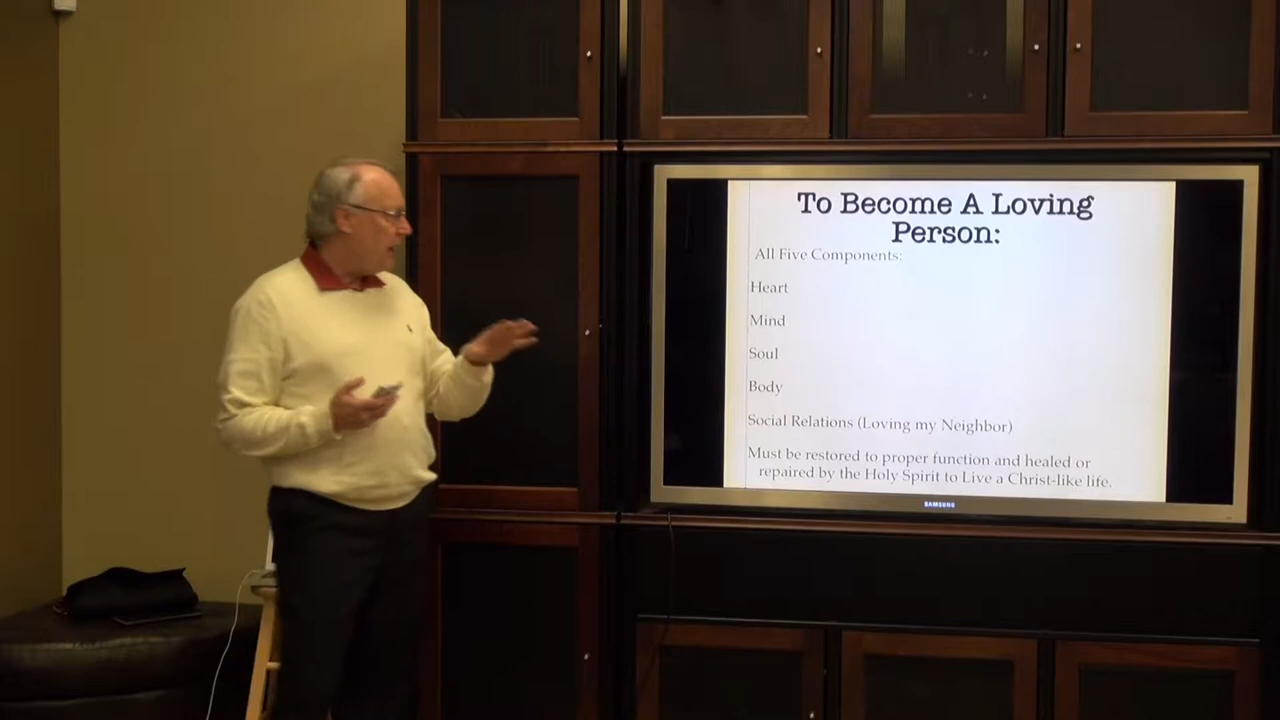 To Become A Loving
Person:
All Five Components:
Heart
Mind
Soul
Body
Social Relations (Loving my Neighbor)
Must be restored to proper function and healed or
repaired by the Holy Spirit to Live a Christ-like life.
SAMSUNG